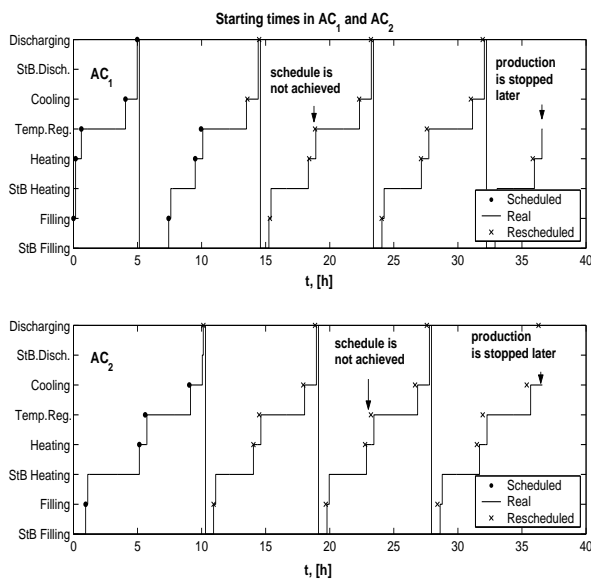 Starting times in AC1 and AC2
Discharging
StB.Disch.
Cooling
Temp.Reg.
Heating
StB Heating
Filling
StB Filling
AC1
schedule is
not achieved
production
is stopped
later
Scheduled
Real
Rescheduled
0 5 10 15 20 25 30 35 40
t, [h]
Discharging
StB.Disch.
Cooling
Temp.Reg.
Heating
StB Heating
Filling
StB Filling
AC2
schedule is
not achieved
production
is stopped later
Scheduled
Real
Rescheduled
0 5 10 15 20 25 30 35 40
t, [h]